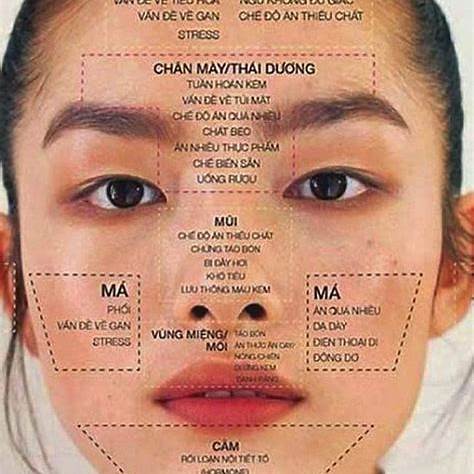 VẤN ĐỀ VỀ TIÊU HÓA
NGỦ KHÔNG ĐỦ GIẤC
VẤN ĐỀ VỀ GAN
CHẾ ĐỘ ĂN THIẾU CHẤT
STRESS
CHÂN MÀY/THÁI DƯƠNG
TUẦN HOÀN KÉM
VẤN ĐỀ VỀ TÚI MẬT
CHẾ ĐỘ ĂN QUÁ NHIỀU
CHẤT BÉO
ĂN NHIỀU THỰC PHẨM
CHẾ BIẾN SẴN
UỐNG RƯỢU
MŨI
CHẾ ĐỘ ĂN THIẾU CHẤT
CHỨNG TÁO BÓN
BỊ ĐẦY HƠI
KHÓ TIÊU
LƯU THÔNG MÁU KÉM
MÁ
PHỔI
VẤN ĐỀ VỀ GAN
STRESS
MÁ
ĂN QUÁ NHIỀU
DẠ DÀY
ĐIỆN THOẠI DI
ĐỘNG DƠ
VÙNG MIỆNG/
MÔI
TÁO BÓN
ĂN THỨC ĂN CAY/
NÓNG/CHIÊN
DƯỠNG KÉM
CẰM
RỐI LOẠN NỘI TIẾT TỐ
(HORMONE)